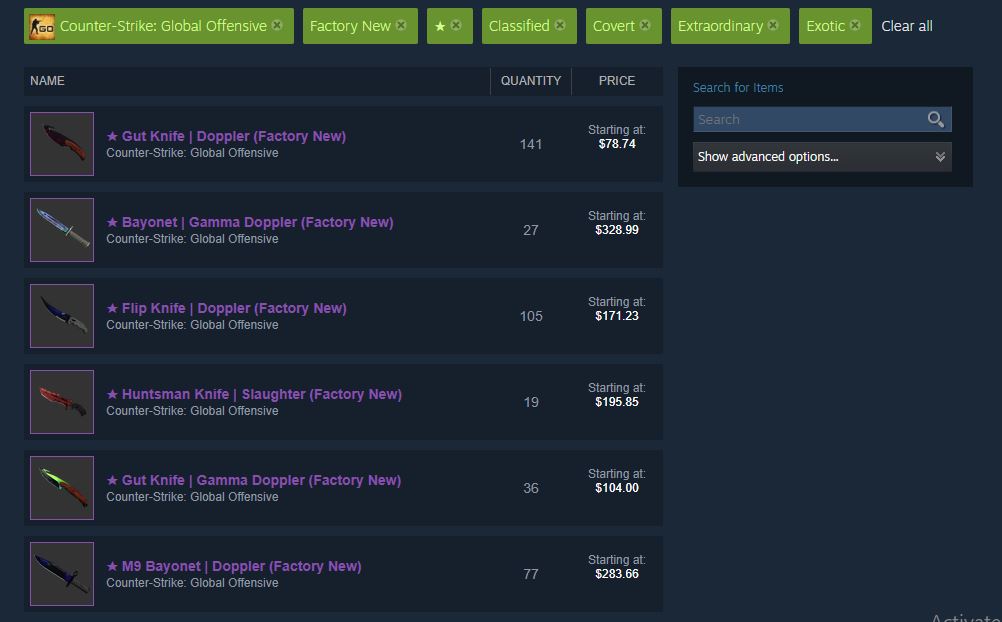 Counter-Strike: Global Offensive
Factory New
★
Classified
Covert
Extraordinary
Exotic
Clear all
NAME QUANTITY PRICE
★ Gut Knife | Doppler (Factory New)
Counter-Strike: Global Offensive
141
Starting at:
$78.74
★ Bayonet | Gamma Doppler (Factory New)
Counter-Strike: Global Offensive
27
Starting at:
$328.99
★ Flip Knife | Doppler (Factory New)
Counter-Strike: Global Offensive
105
Starting at:
$171.23
★ Huntsman Knife | Slaughter (Factory New)
Counter-Strike: Global Offensive
19
Starting at:
$195.85
★ Gut Knife | Gamma Doppler (Factory New)
Counter-Strike: Global Offensive
36
Starting at:
$104.00
★ M9 Bayonet | Doppler (Factory New)
Counter-Strike: Global Offensive
77
Starting at:
$283.66
Search for Items
Search
Show advanced options...